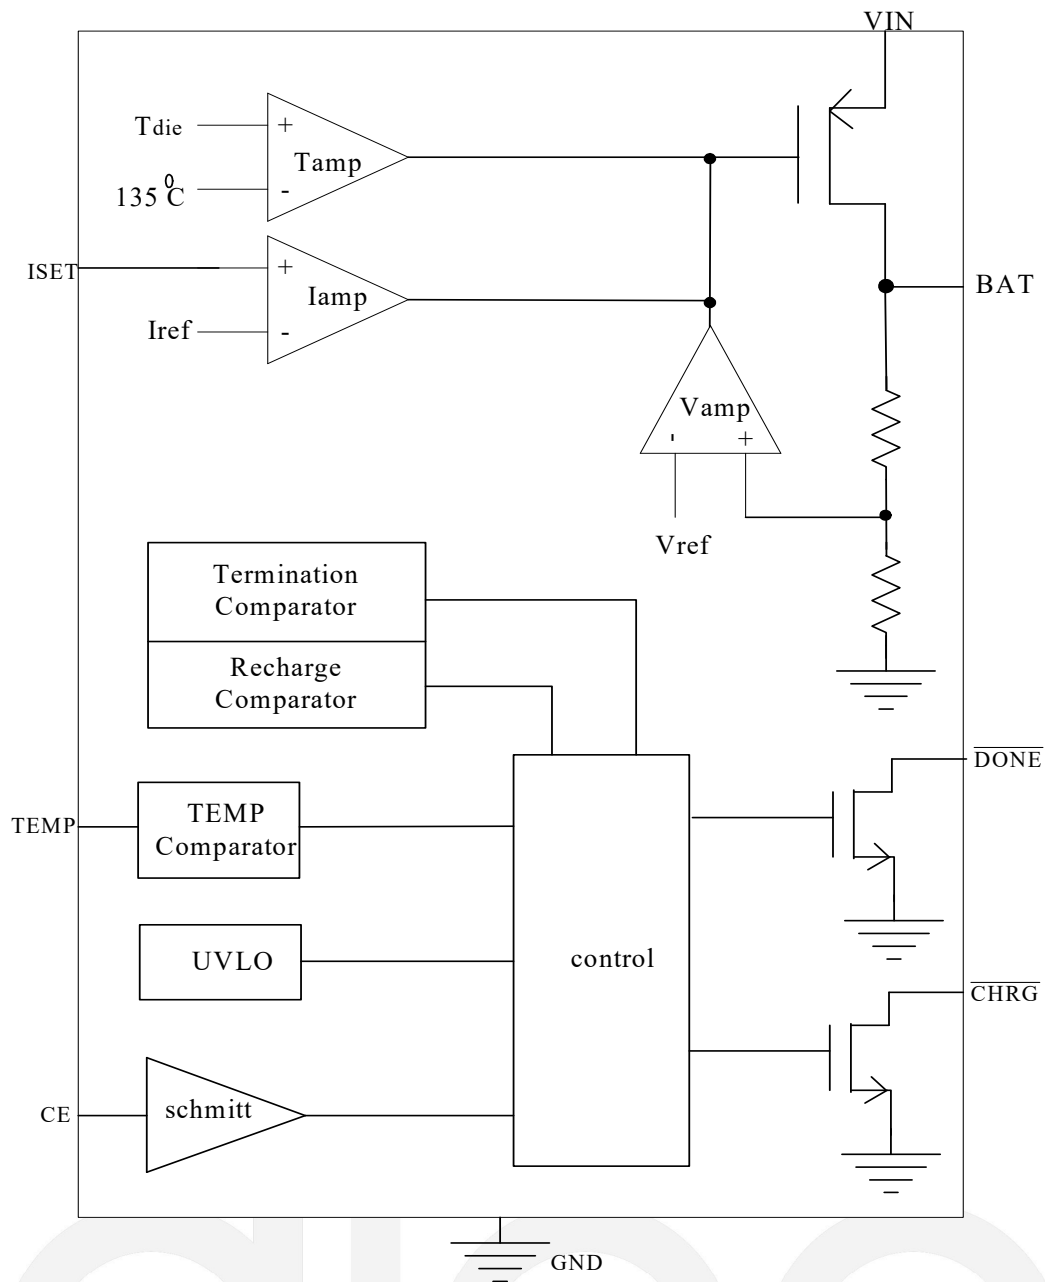 VIN
Tdie
+
Tamp
135 0C
-
ISET
+
Iamp
Iref
-
BAT
Vamp
- +
Vref
Termination
Comparator
Recharge
Comparator
DONE
TEMP
TEMP
Comparator
UVLO
control
CHRG
CE
schmitt
GND